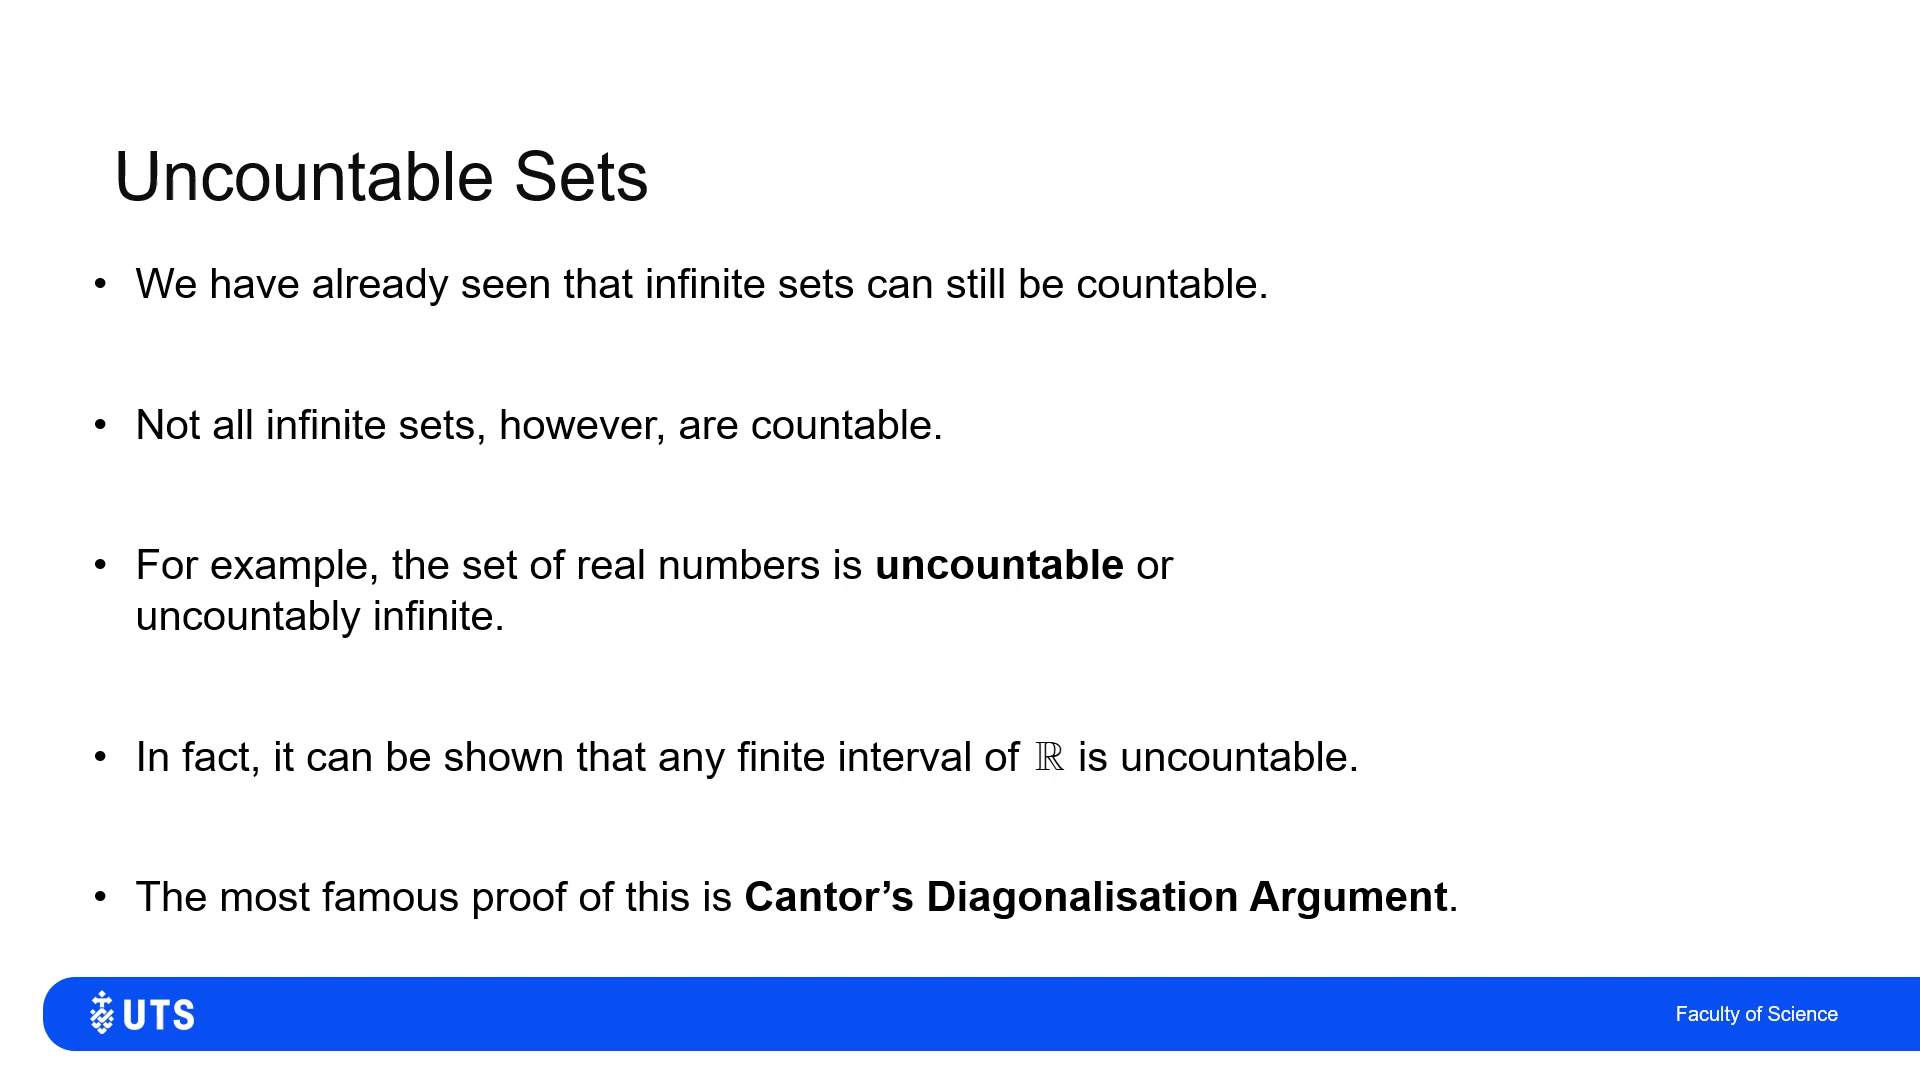 Uncountable Sets
• We have already seen that infinite sets can still be countable.
• Not all infinite sets, however, are countable.
• For example, the set of real numbers is uncountable or
uncountably infinite.
• In fact, it can be shown that any finite interval of ℝ is uncountable.
• The most famous proof of this is Cantor’s Diagonalisation Argument.
UTS
Faculty of Science